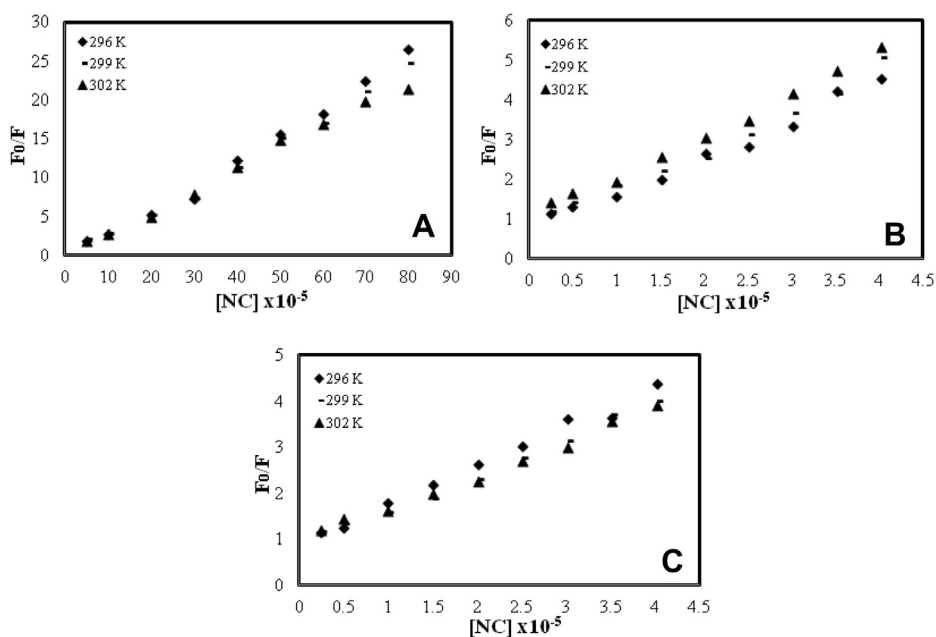 30
25
20
15
10
5
0
F0/F
◆ 296 K
- 299 K
▲ 302 K
A
0 10 20 30 40 50 60 70 80 90
[NC] x10-5
6
5
4
3
2
1
0
F0/F
◆ 296 K
- 299 K
▲ 302 K
B
0 0.5 1 1.5 2 2.5 3 3.5 4 4.5
[NC] x10-5
5
4
3
2
1
0
F0/F
◆ 296 K
- 299 K
▲ 302 K
C
0 0.5 1 1.5 2 2.5 3 3.5 4 4.5
[NC] x10-5